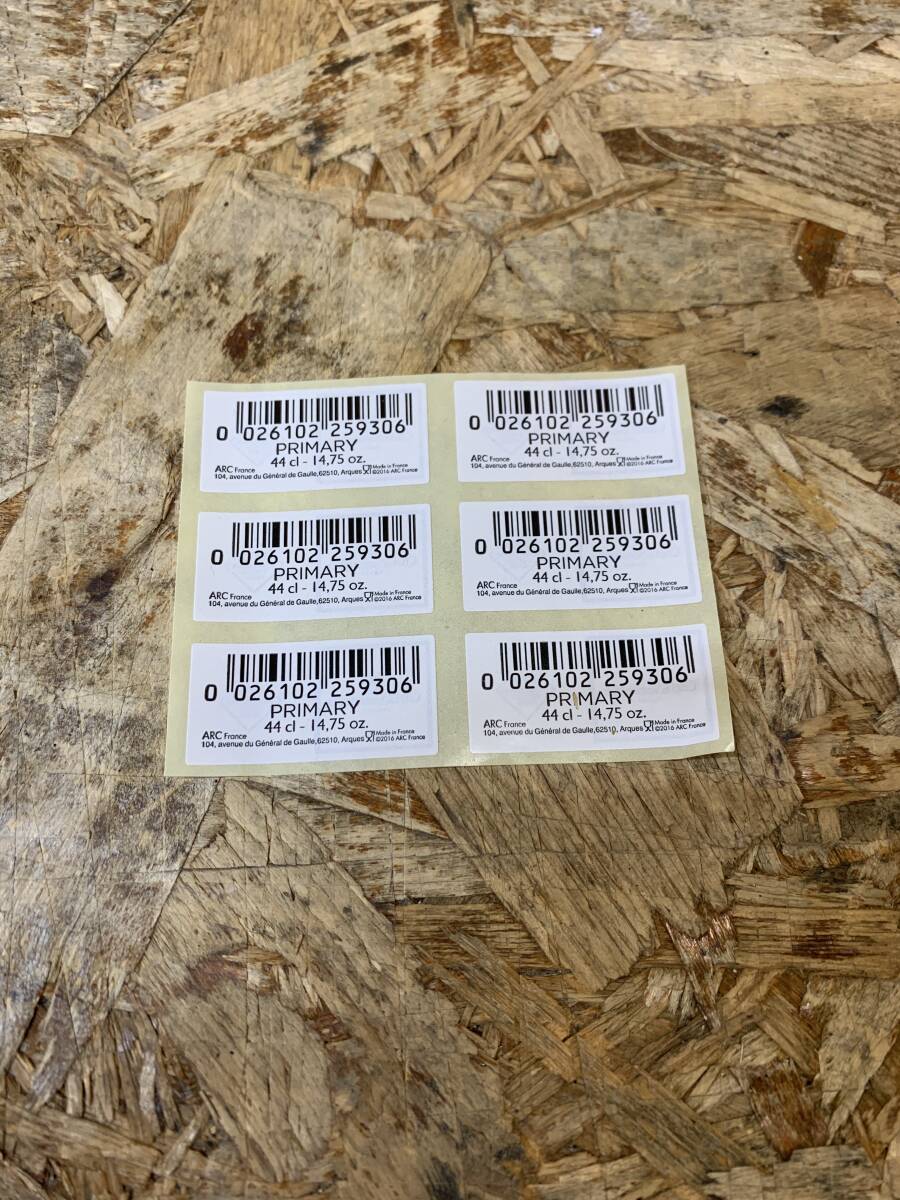 0 026102 259306
PRIMARY
44 cl - 14,75 oz.
ARC France
104, avenue du Général de Gaulle,62510, Arques
Made in France
©2016 ARC France
0 026102 259306
PRIMARY
44 cl - 14,75 oz.
ARC France
104, avenue du Général de Gaulle,62510, Arques
Made in France
©2016 ARC France
0 026102 259306
PRIMARY
44 cl - 14,75 oz.
ARC France
104, avenue du Général de Gaulle,62510, Arques
Made in France
©2016 ARC France
0 026102 259306
PRIMARY
44 cl - 14,75 oz.
ARC France
104, avenue du Général de Gaulle,62510, Arques
Made in France
©2016 ARC France
0 026102 259306
PRIMARY
44 cl - 14,75 oz.
ARC France
104, avenue du Général de Gaulle,62510, Arques
Made in France
©2016 ARC France
0 026102 259306
PRIMARY
44 cl - 14,75 oz.
ARC France
104, avenue du Général de Gaulle,62510, Arques
Made in France
©2016 ARC France